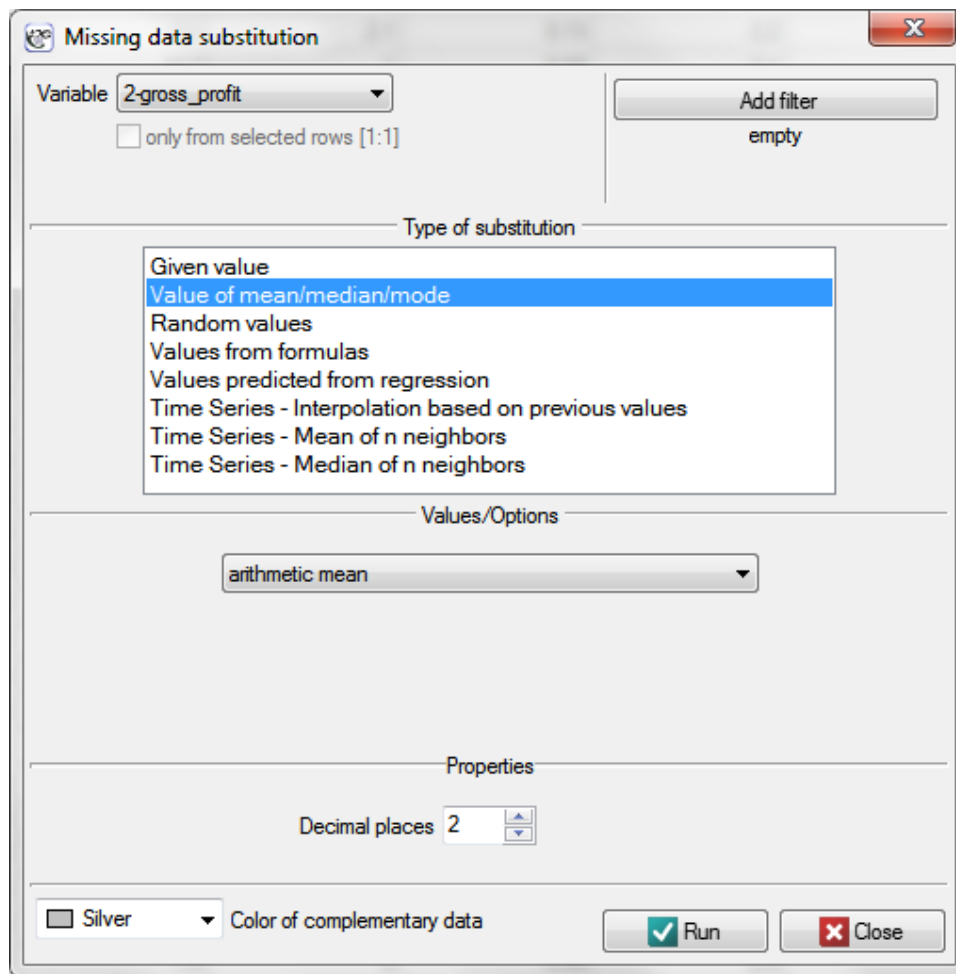 Missing data substitution
Variable 2-gross_profit
Add filter
only from selected rows [1:1]
empty
Type of substitution
Given value
Value of mean/median/mode
Random values
Values from formulas
Values predicted from regression
Time Series - Interpolation based on previous values
Time Series - Mean of n neighbors
Time Series - Median of n neighbors
Values/Options
arithmetic mean
Properties
Decimal places 2
Silver Color of complementary data Run Close